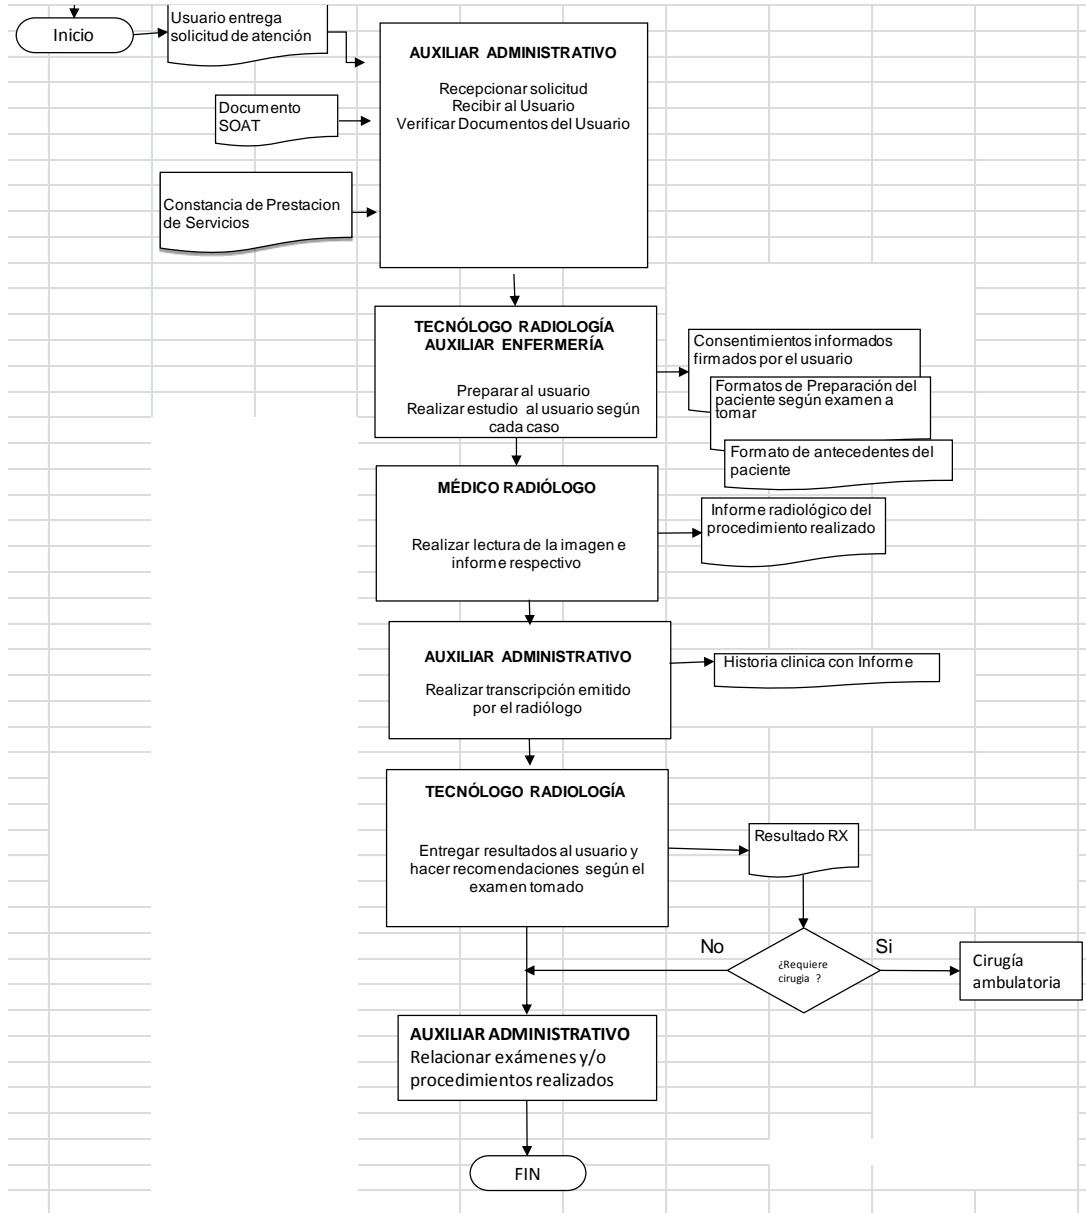 Inicio
Usuario entrega
solicitud de atención
Documento
SOAT
Constancia de Prestacion
de Servicios
AUXILIAR ADMINISTRATIVO
Recepcionar solicitud
Recibir al Usuario
Verificar Documentos del Usuario
TECNÓLOGO RADIOLOGÍA
AUXILIAR ENFERMERÍA
Preparar al usuario
Realizar estudio al usuario según
cada caso
Consentimientos informados
firmados por el usuario
Formatos de Preparación del
paciente según examen a
tomar
Formato de antecedentes del
paciente
MÉDICO RADIÓLOGO
Realizar lectura de la imagen e
informe respectivo
Informe radiológico del
procedimiento realizado
AUXILIAR ADMINISTRATIVO
Realizar transcripción emitido
por el radiólogo
Historia clinica con Informe
TECNÓLOGO RADIOLOGÍA
Entregar resultados al usuario y
hacer recomendaciones según el
examen tomado
Resultado RX
No
¿Requiere
cirugia ?
Si
Cirugía
ambulatoria
AUXILIAR ADMINISTRATIVO
Relacionar exámenes y/o
procedimientos realizados
FIN